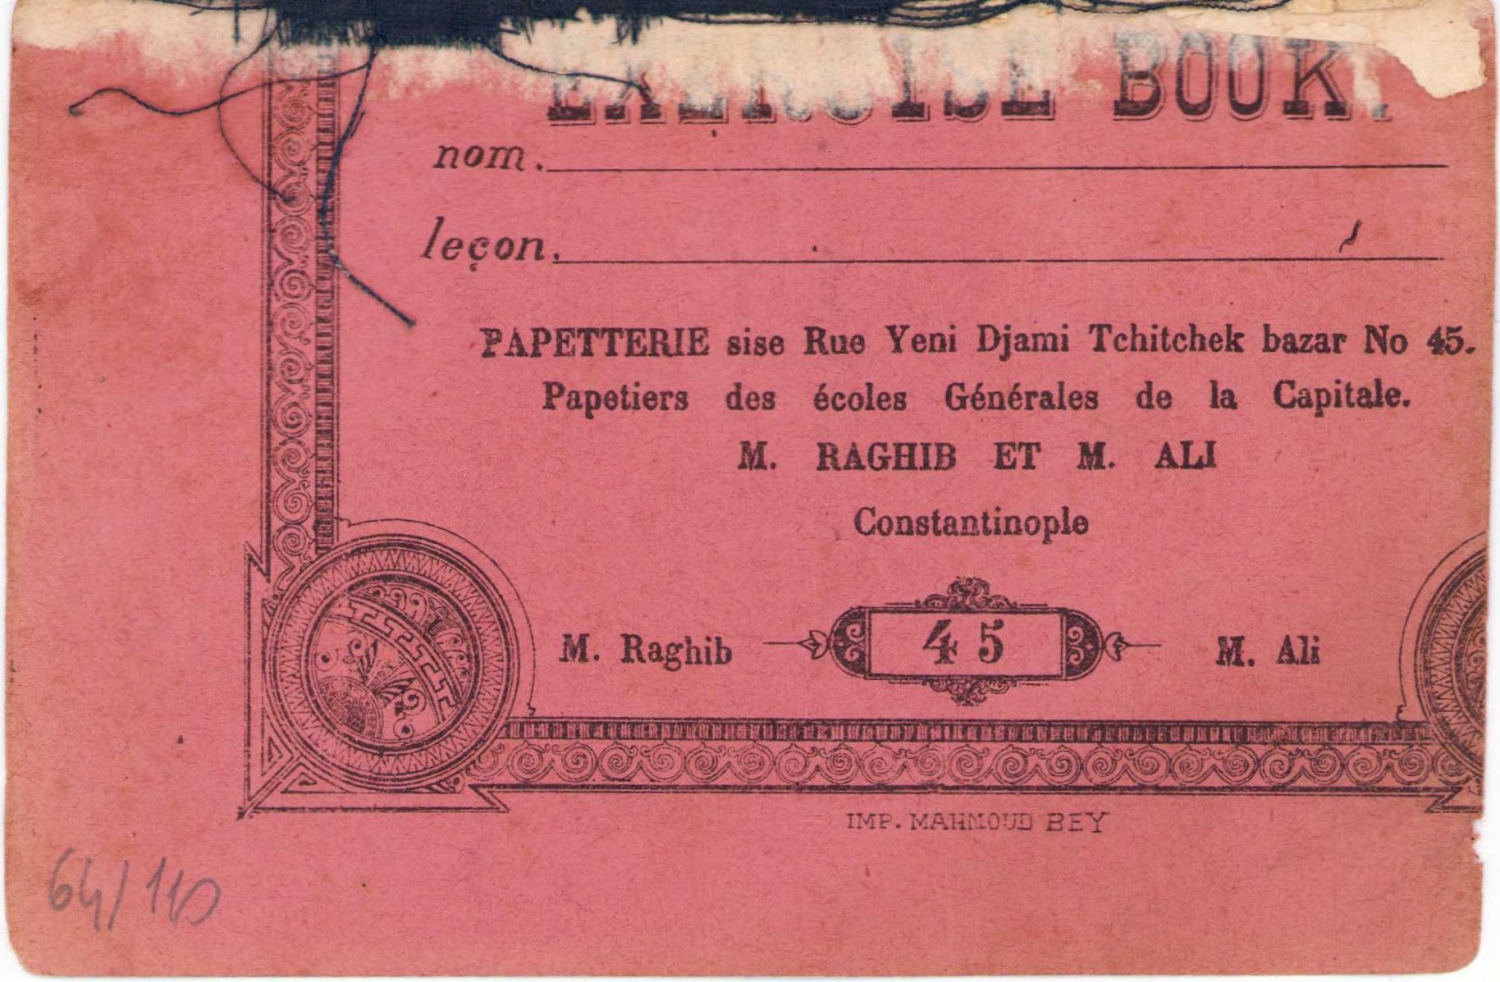 EXERCISE BOOK.
nom.
leçon.
PAPETTERIE sise Rue Yeni Djami Tchitchek bazar No 45.
Papetiers des écoles Générales de la Capitale.
M. RAGHIB ET M. ALI
Constantinople
M. Raghib 45 M. Ali
IMP. MAHMOUD BEY
64/110